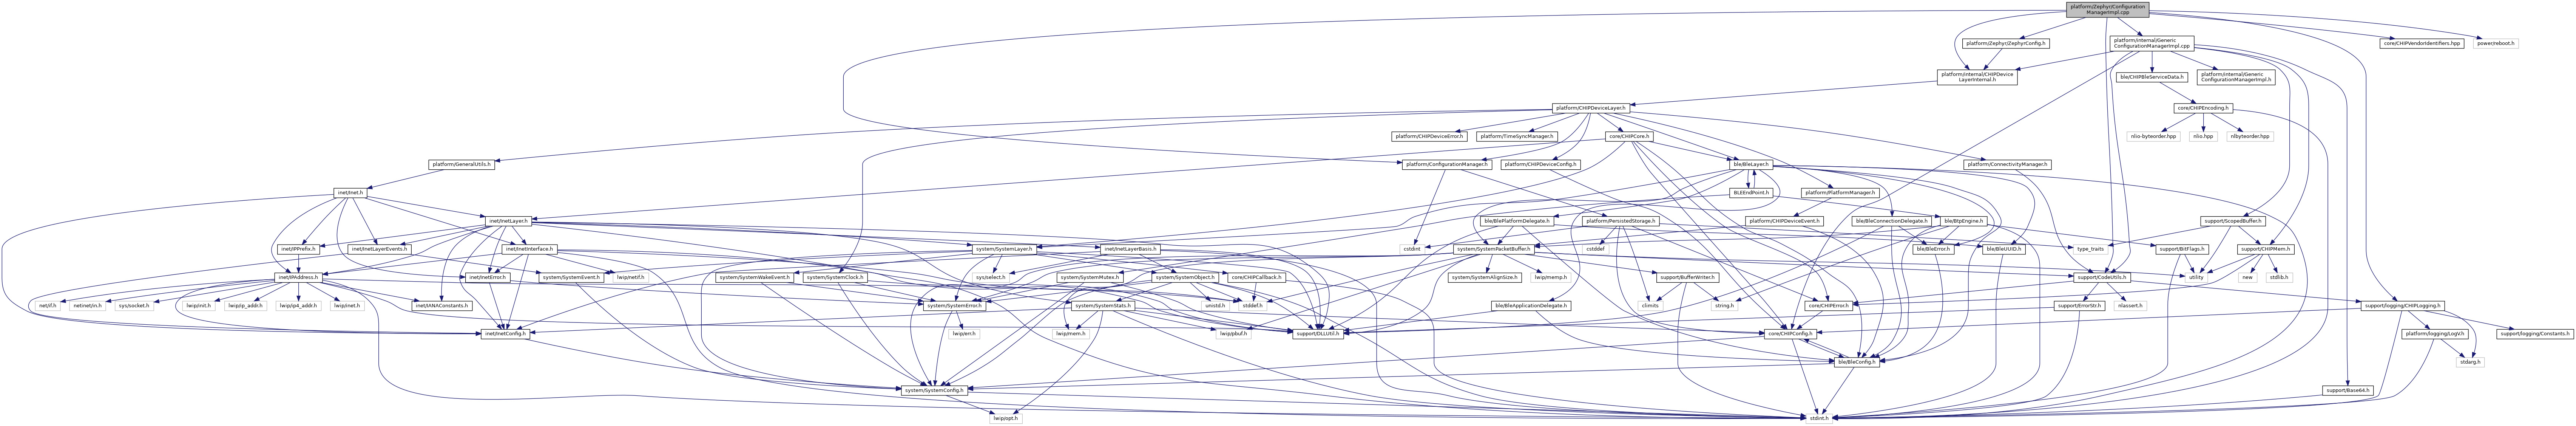 platform/Zephyr/Configuration
ManagerImpl.cpp
platform/Zephyr/ZephyrConfig.h
platform/internal/Generic
ConfigurationManagerImpl.cpp
core/CHIPVendorIdentifiers.hpp
power/reboot.h
platform/internal/CHIPDevice
LayerInternal.h
ble/CHIPBleServiceData.h
platform/internal/Generic
ConfigurationManagerImpl.h
platform/CHIPDeviceLayer.h
core/CHIPEncoding.h
platform/CHIPDeviceError.h
platform/TimeSyncManager.h
core/CHIPCore.h
nlio-byteorder.hpp
nlio.hpp
nlbyteorder.hpp
platform/GeneralUtils.h
platform/ConfigurationManager.h
platform/CHIPDeviceConfig.h
ble/BleLayer.h
platform/ConnectivityManager.h
inet/Inet.h
BLEEndPoint.h
platform/PlatformManager.h
inet/InetLayer.h
ble/BlePlatformDelegate.h
platform/PersistedStorage.h
platform/CHIPDeviceEvent.h
ble/BleConnectionDelegate.h
ble/BtpEngine.h
support/ScopedBuffer.h
inet/IPPrefix.h
inet/InetLayerEvents.h
inet/InetInterface.h
system/SystemLayer.h
inet/InetLayerBasis.h
cstdint
system/SystemPacketBuffer.h
cstddef
ble/BleError.h
ble/BleUUID.h
type_traits
support/BitFlags.h
support/CHIPMem.h
inet/IPAddress.h
inet/InetError.h
system/SystemEvent.h
lwip/netif.h
system/SystemWakeEvent.h
system/SystemClock.h
sys/select.h
system/SystemMutex.h
system/SystemObject.h
core/CHIPCallback.h
system/SystemAlignSize.h
lwip/memp.h
support/BufferWriter.h
support/CodeUtils.h
utility
new
stdlib.h
net/if.h
netinet/in.h
sys/socket.h
lwip/init.h
lwip/ip_addr.h
lwip/ip4_addr.h
lwip/inet.h
inet/IANAConstants.h
system/SystemError.h
system/SystemStats.h
unistd.h
stddef.h
ble/BleApplicationDelegate.h
climits
string.h
core/CHIPError.h
support/ErrorStr.h
nlassert.h
support/logging/CHIPLogging.h
inet/InetConfig.h
lwip/err.h
lwip/mem.h
lwip/pbuf.h
support/DLLUtil.h
core/CHIPConfig.h
platform/logging/LogV.h
support/logging/Constants.h
ble/BleConfig.h
stdarg.h
system/SystemConfig.h
support/Base64.h
lwip/opt.h
stdint.h